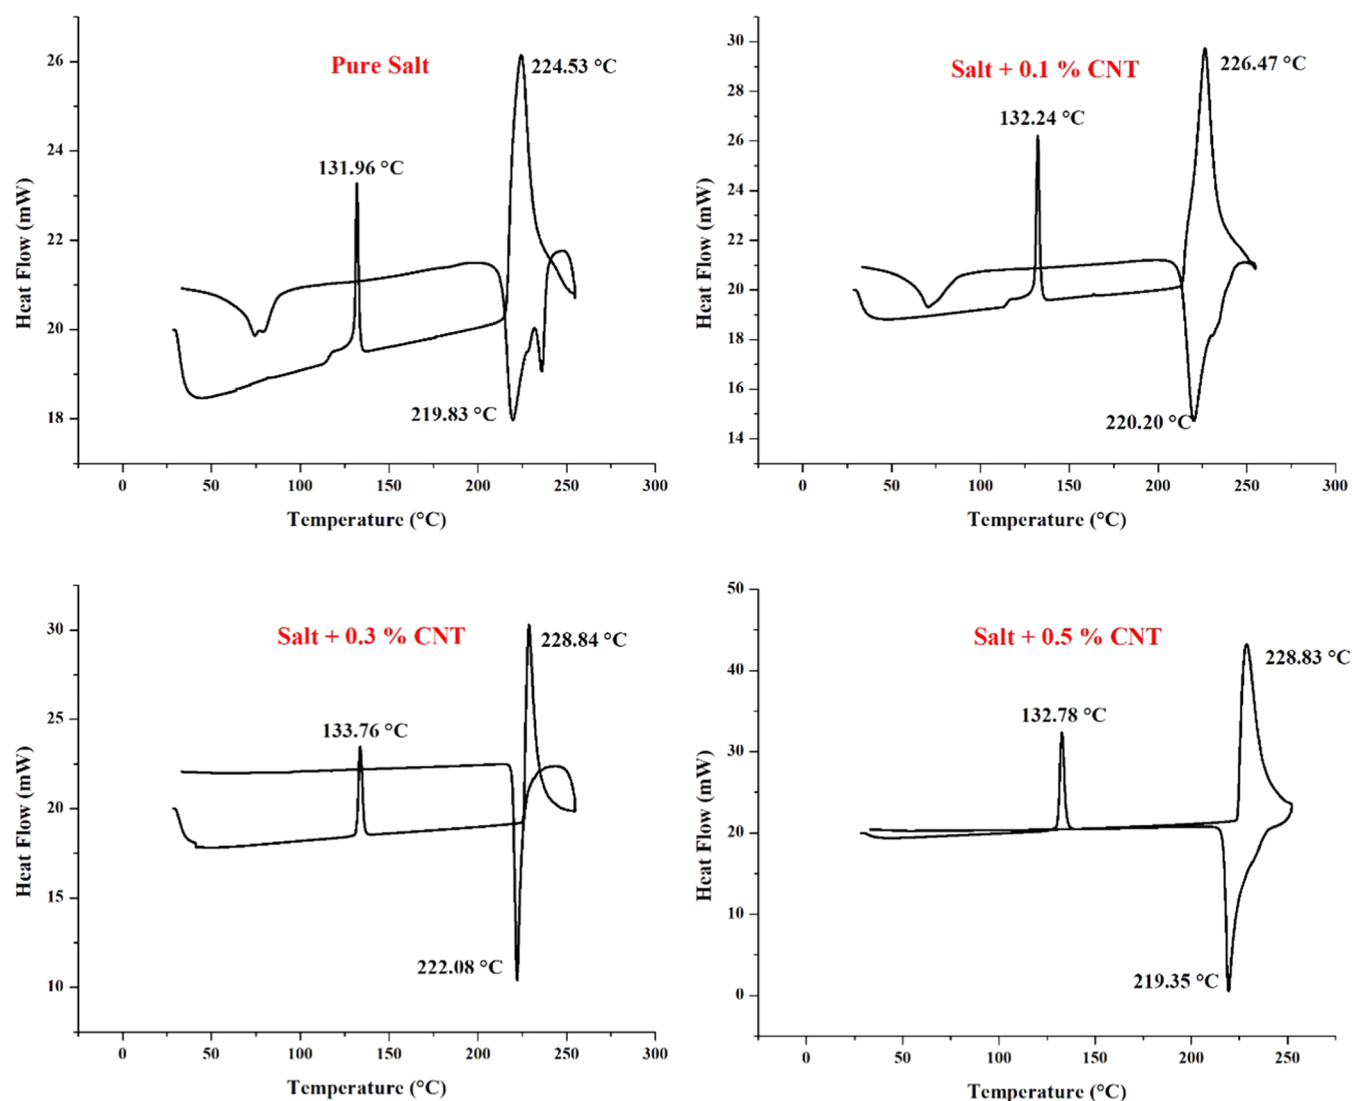 Pure Salt
224.53 °C
131.96 °C
219.83 °C
26
24
22
20
18
Heat Flow (mW)
0 50 100 150 200 250 300
Temperature (°C)
Salt + 0.1 % CNT
226.47 °C
132.24 °C
220.20 °C
30
28
26
24
22
20
18
16
14
Heat Flow (mW)
0 50 100 150 200 250 300
Temperature (°C)
Salt + 0.3 % CNT
228.84 °C
133.76 °C
222.08 °C
30
25
20
15
10
Heat Flow (mW)
0 50 100 150 200 250 300
Temperature (°C)
Salt + 0.5 % CNT
228.83 °C
132.78 °C
219.35 °C
50
40
30
20
10
0
Heat Flow (mW)
0 50 100 150 200 250
Temperature (°C)